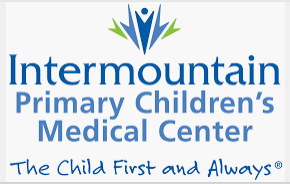 Intermountain
Primary Children's
Medical Center
The Child First and Always®